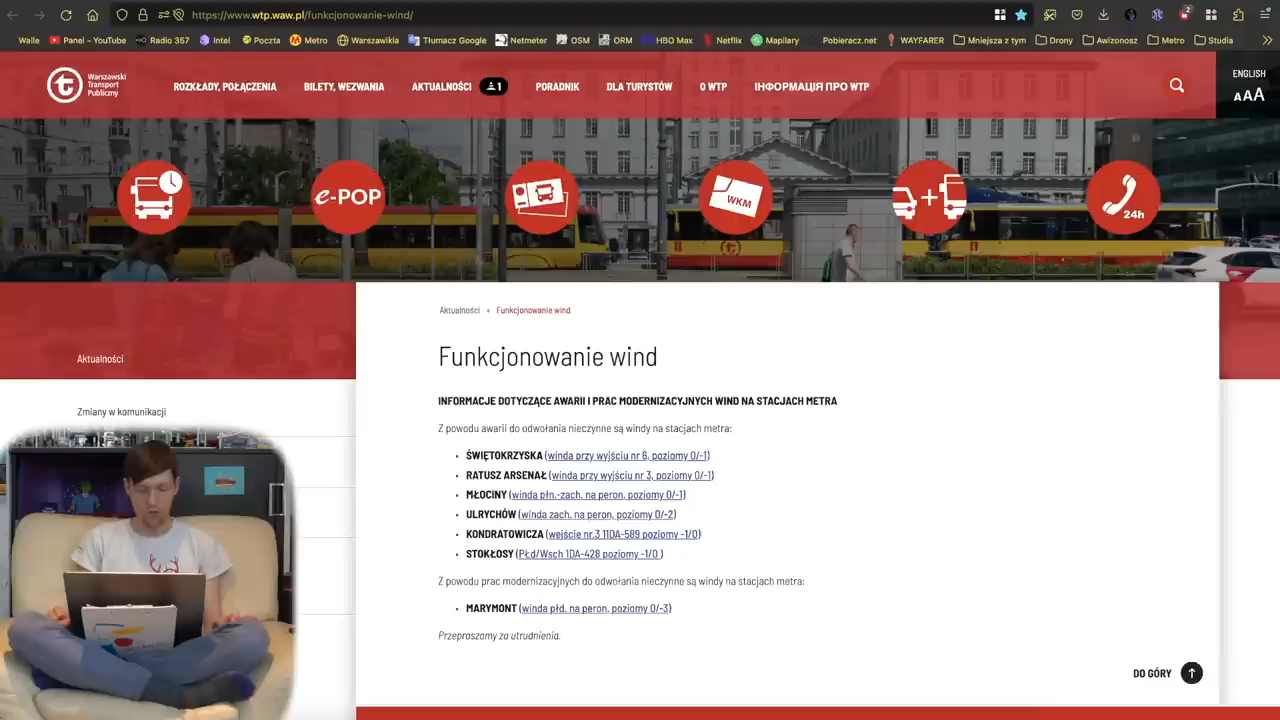 https://www.wtp.waw.pl/funkcjonowanie-wind/
2
Walle
Panel – YouTube
Radio 357
Intel
Poczta
Metro
Warszawikia
Tłumacz Google
Netmeter
OSM
ORM
HBO Max
Netflix
Mapilary
Pobieracz.net
WAYFARER
Mniejsza z tym
Drony
Awizonosz
Metro
Studia
Warszawski
Transport
Publiczny
ROZKŁADY, POŁĄCZENIA
BILETY, WEZWANIA
AKTUALNOŚCI
1
PORADNIK
DLA TURYSTÓW
O WTP
ІНФОРМАЦІЯ ПРО WTP
ENGLISH
AAA
e-POP
WKM
24h
Aktualności
Zmiany w komunikacji
Aktualności » Funkcjonowanie wind
Funkcjonowanie wind
INFORMACJE DOTYCZĄCE AWARII I PRAC MODERNIZACYJNYCH WIND NA STACJACH METRA
Z powodu awarii do odwołania nieczynne są windy na stacjach metra:
• ŚWIĘTOKRZYSKA (winda przy wyjściu nr 6, poziomy 0/-1)
• RATUSZ ARSENAŁ (winda przy wyjściu nr 3, poziomy 0/-1)
• MŁOCINY (winda płn.-zach. na peron, poziomy 0/-1)
• ULRYCHÓW (winda zach. na peron, poziomy 0/-2)
• KONDRATOWICZA (wejście nr.3 11DA-589 poziomy -1/0)
• STOKŁOSY (Płd/Wsch 1DA-428 poziomy -1/0 )
Z powodu prac modernizacyjnych do odwołania nieczynne są windy na stacjach metra:
• MARYMONT (winda płd. na peron, poziomy 0/-3)
Przepraszamy za utrudnienia.
DO GÓRY